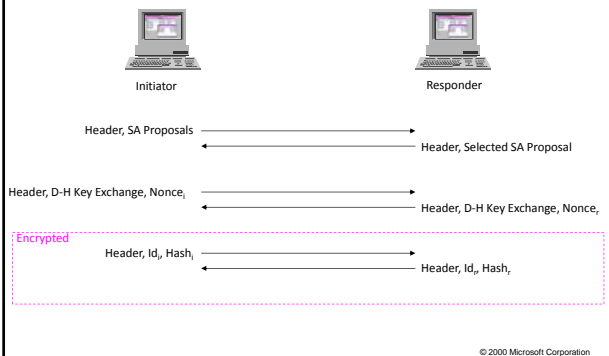 Initiator
Responder
Header, SA Proposals
Header, Selected SA Proposal
Header, D-H Key Exchange, Nonceᵢ
Header, D-H Key Exchange, Nonceᵣ
Encrypted
Header, Idᵢ, Hashᵢ
Header, Idᵣ, Hashᵣ
© 2000 Microsoft Corporation